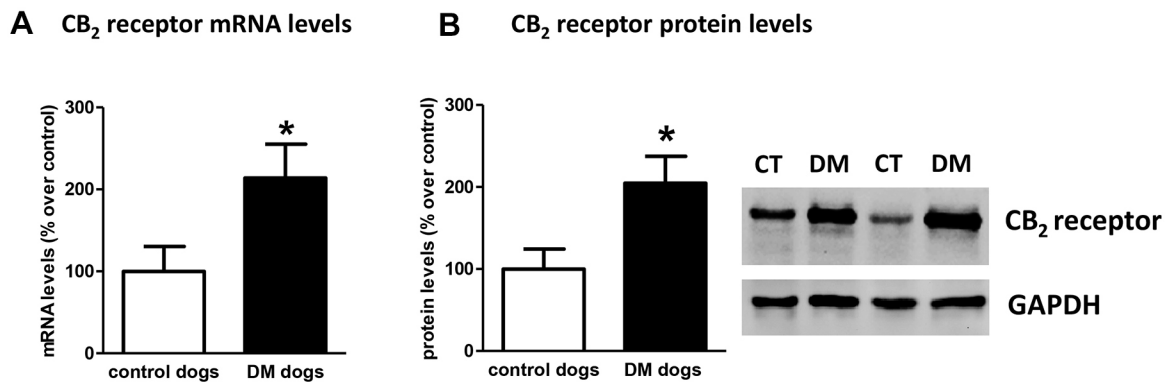 A CB₂ receptor mRNA levels
mRNA levels (% over control)
300
200
100
0
*
control dogs DM dogs
B CB₂ receptor protein levels
protein levels (% over control)
300
200
100
0
*
control dogs DM dogs
CT DM CT DM
CB₂ receptor
GAPDH